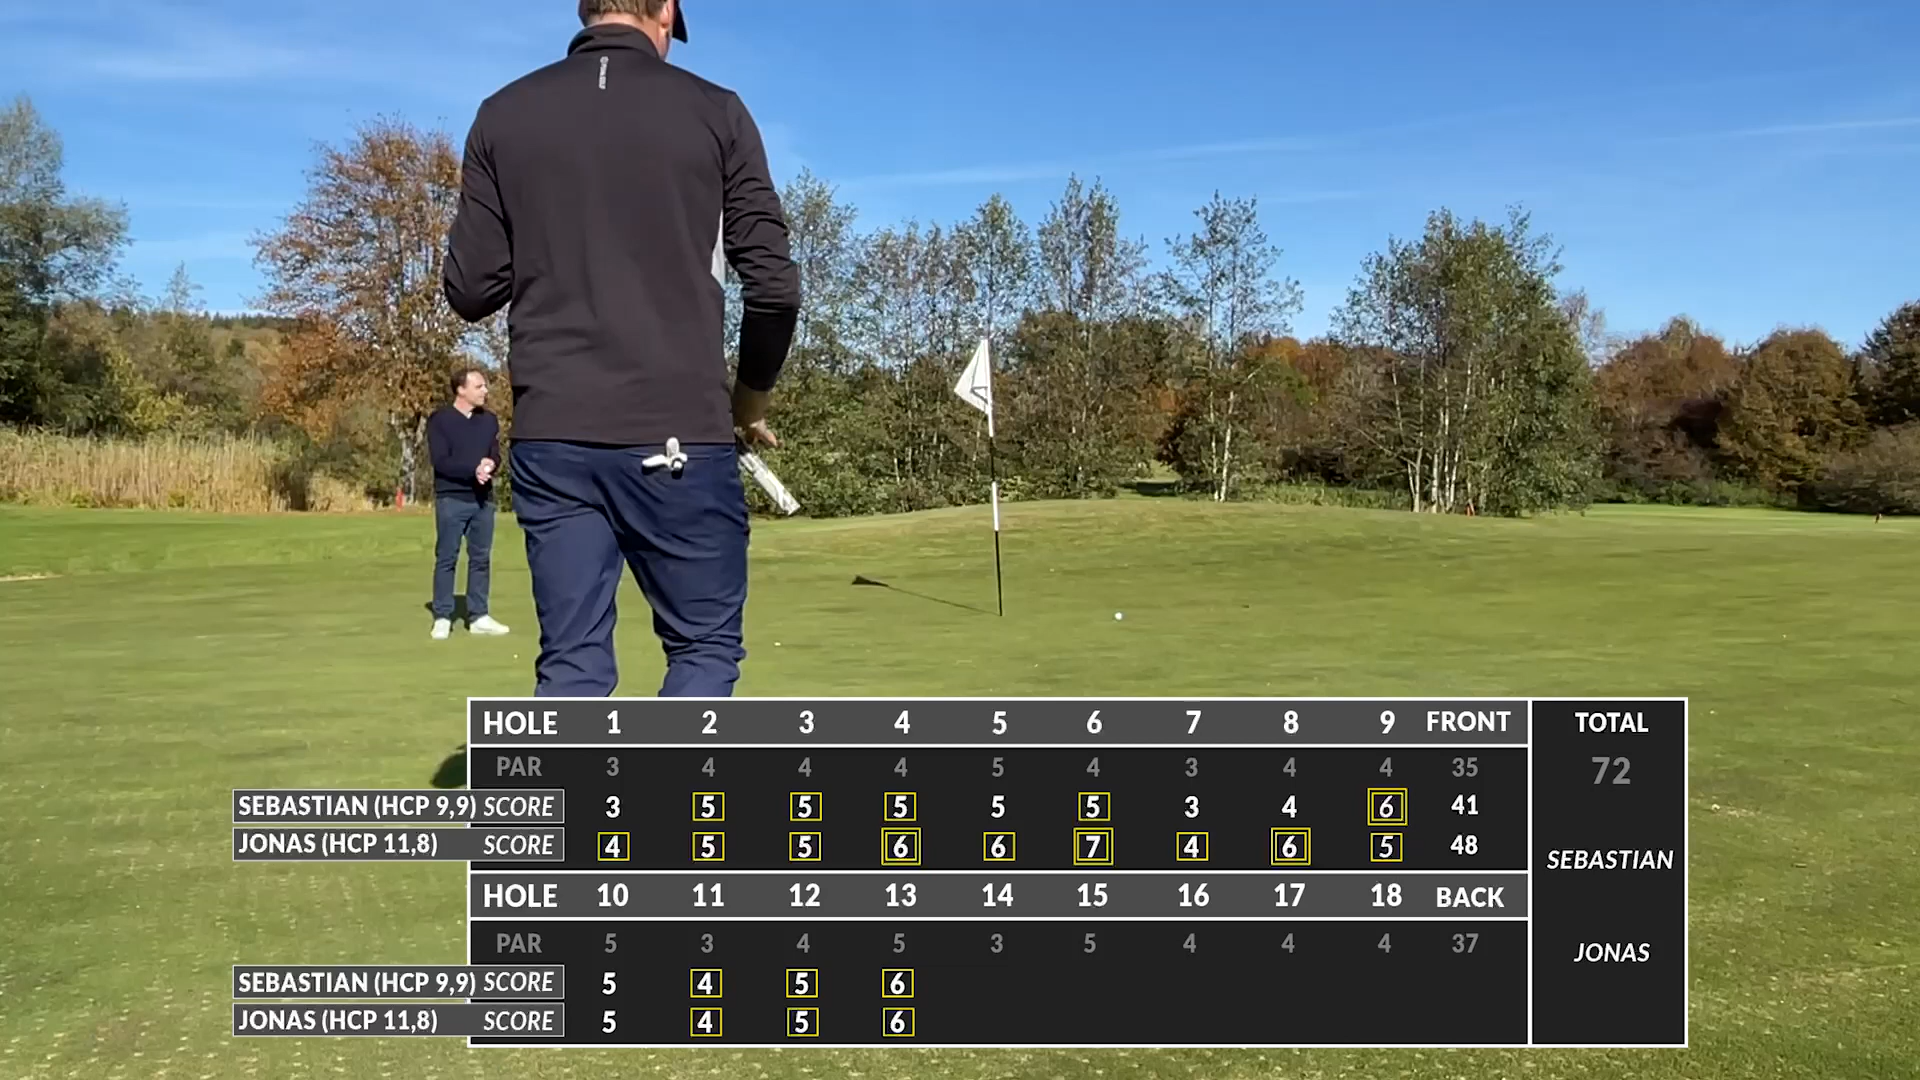 HOLE 1 2 3 4 5 6 7 8 9 FRONT TOTAL
PAR 3 4 4 4 5 4 3 4 4 35 72
SEBASTIAN (HCP 9,9) SCORE 3 5 5 5 5 5 3 4 6 41
JONAS (HCP 11,8) SCORE 4 5 5 6 6 7 4 6 5 48
SEBASTIAN
HOLE 10 11 12 13 14 15 16 17 18 BACK
PAR 5 3 4 5 3 5 4 4 4 37
JONAS
SEBASTIAN (HCP 9,9) SCORE 5 4 5 6
JONAS (HCP 11,8) SCORE 5 4 5 6